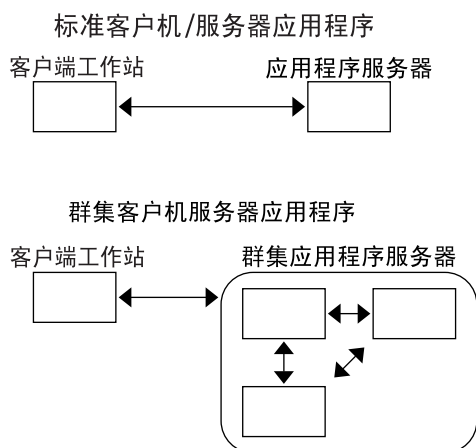 标准客户机/服务器应用程序
客户端工作站
应用程序服务器
群集客户机服务器应用程序
客户端工作站
群集应用程序服务器